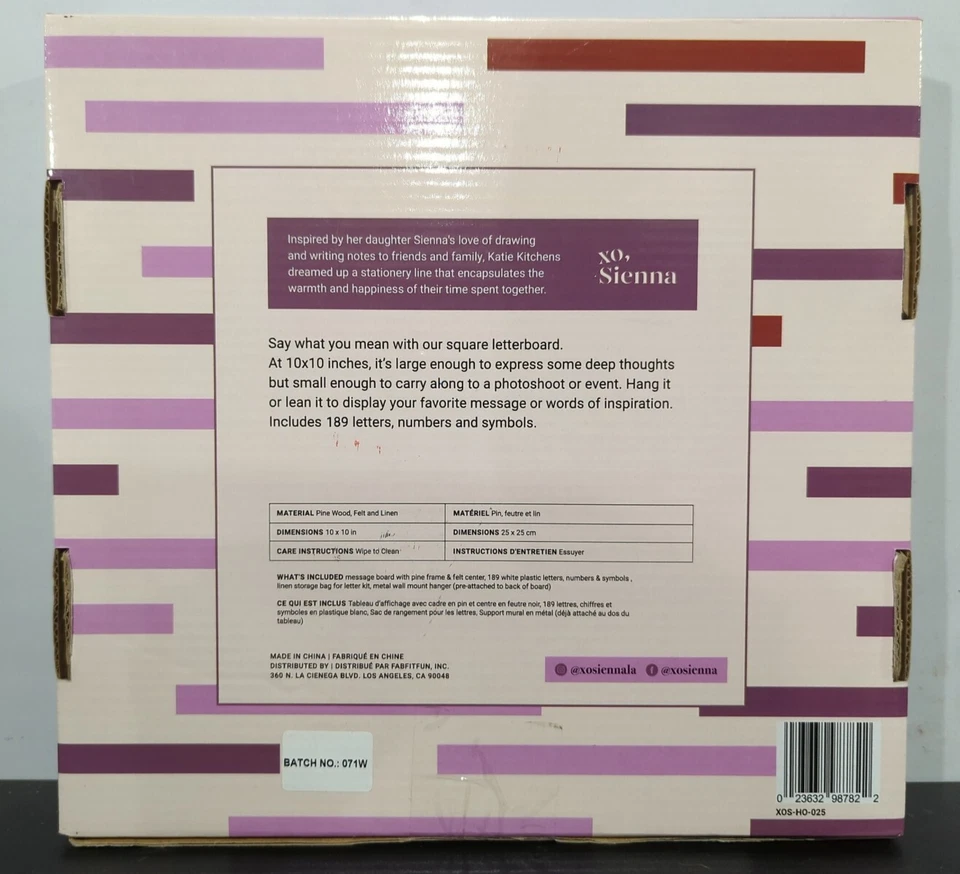 Inspired by her daughter Sienna's love of drawing
and writing notes to friends and family, Katie Kitchens
dreamed up a stationery line that encapsulates the
warmth and happiness of their time spent together.
xo,
Sienna
Say what you mean with our square letterboard.
At 10x10 inches, it's large enough to express some deep thoughts
but small enough to carry along to a photoshoot or event. Hang it
or lean it to display your favorite message or words of inspiration.
Includes 189 letters, numbers and symbols.
MATERIAL Pine Wood, Felt and Linen
MATÉRIEL Pin, feutre et lin
DIMENSIONS 10 x 10 in
DIMENSIONS 25 x 25 cm
CARE INSTRUCTIONS Wipe to Clean
INSTRUCTIONS D'ENTRETIEN Essuyer
WHAT'S INCLUDED message board with pine frame & felt center, 189 white plastic letters, numbers & symbols,
linen storage bag for letter kit, metal wall mount hanger (pre-attached to back of board)
CE QUI EST INCLUS Tableau d'affichage avec cadre en pin et centre en feutre noir, 189 lettres, chiffres et
symboles en plastique blanc, Sac de rangement pour les lettres, Support mural en métal (déjà attaché au dos du
tableau)
MADE IN CHINA | FABRIQUÉ EN CHINE
DISTRIBUTED BY | DISTRIBUÉ PAR FABFITFUN, INC.
360 N. LA CIENEGA BLVD. LOS ANGELES, CA 90048
@xosiennala @xosienna
BATCH NO.: 071W
0 23632 98782 2
XOS-HO-025